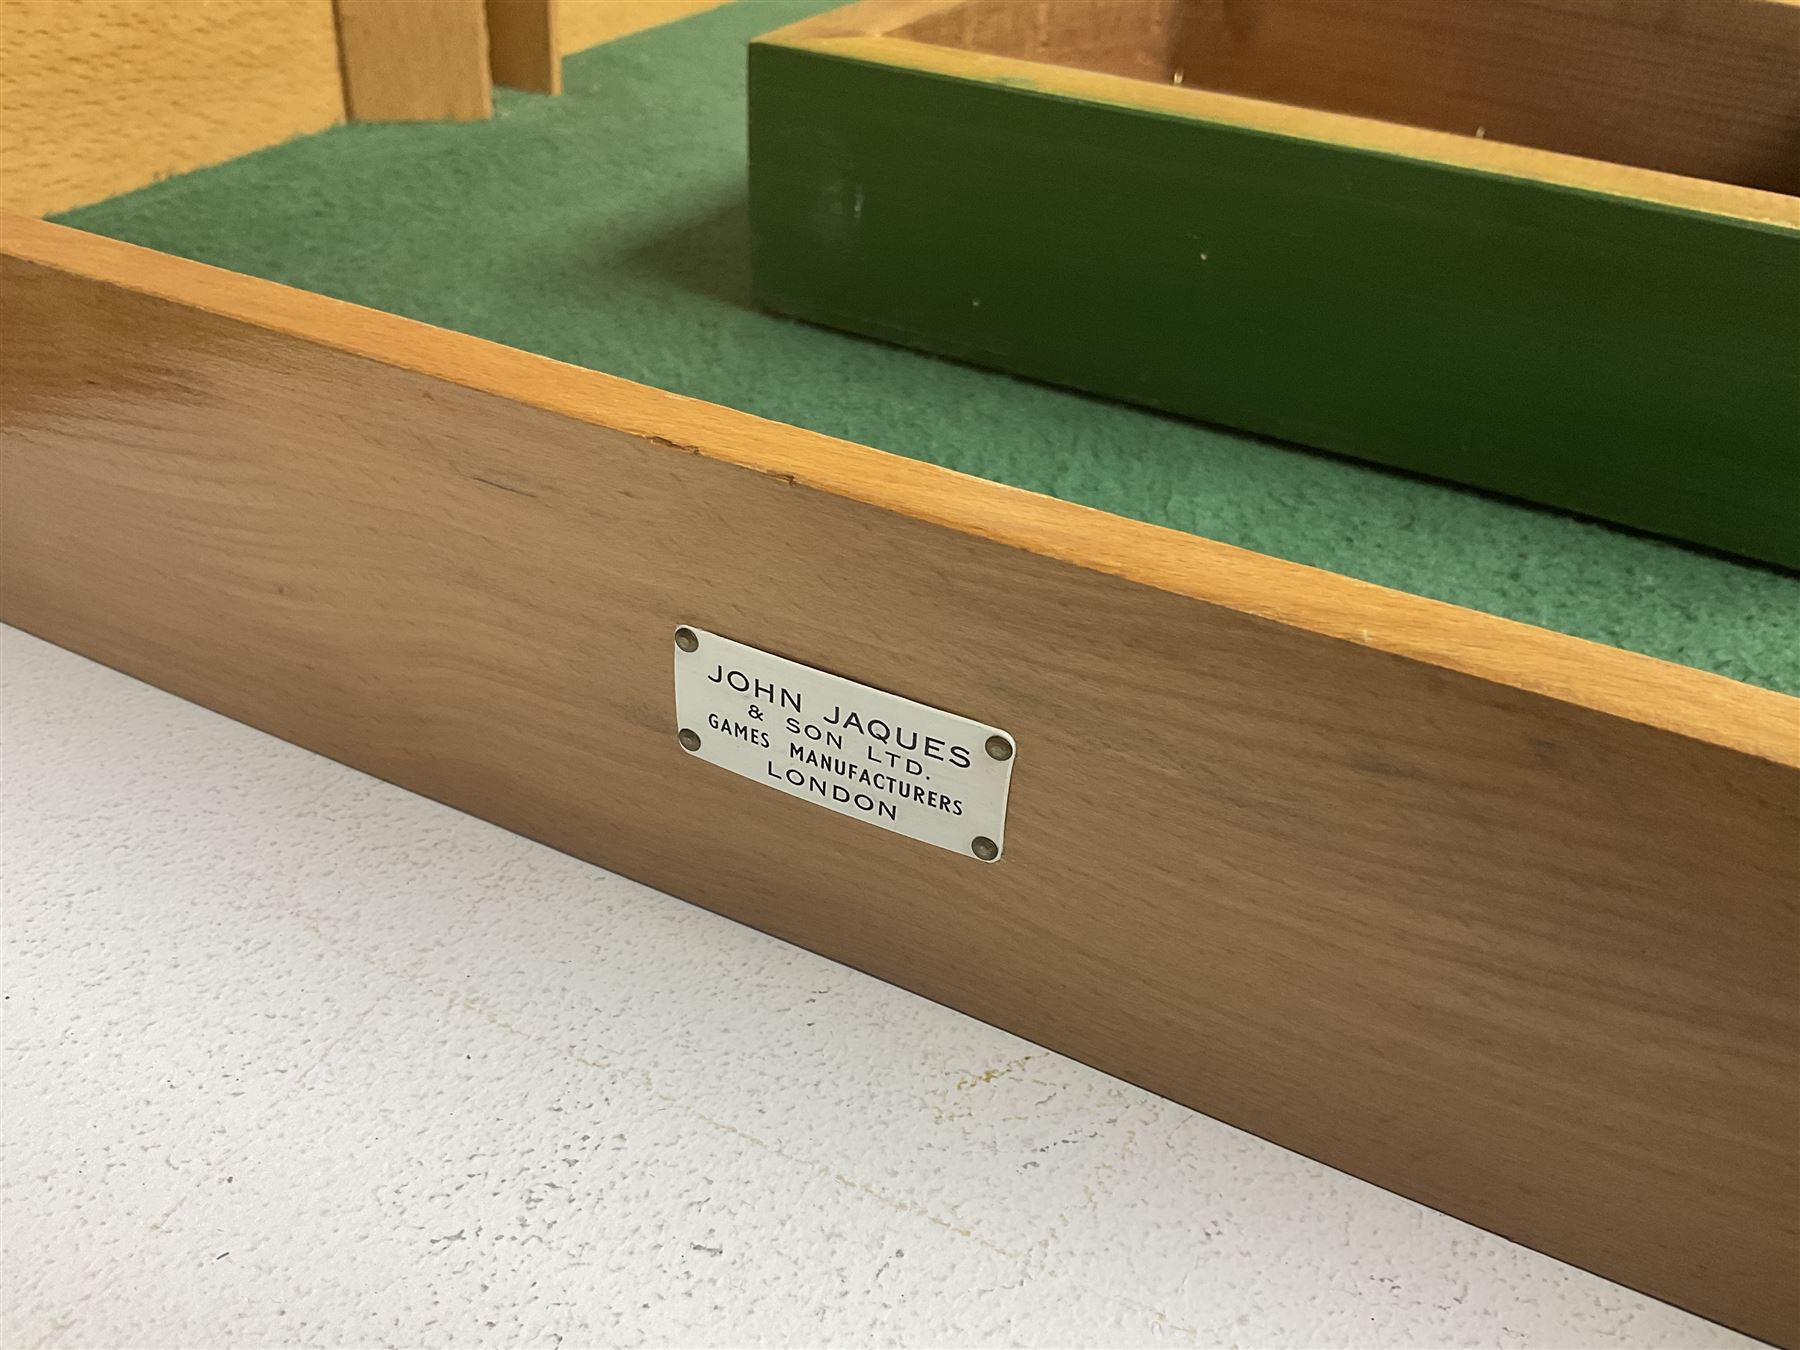 JOHN JAQUES
& SON LTD.
GAMES MANUFACTURERS
LONDON